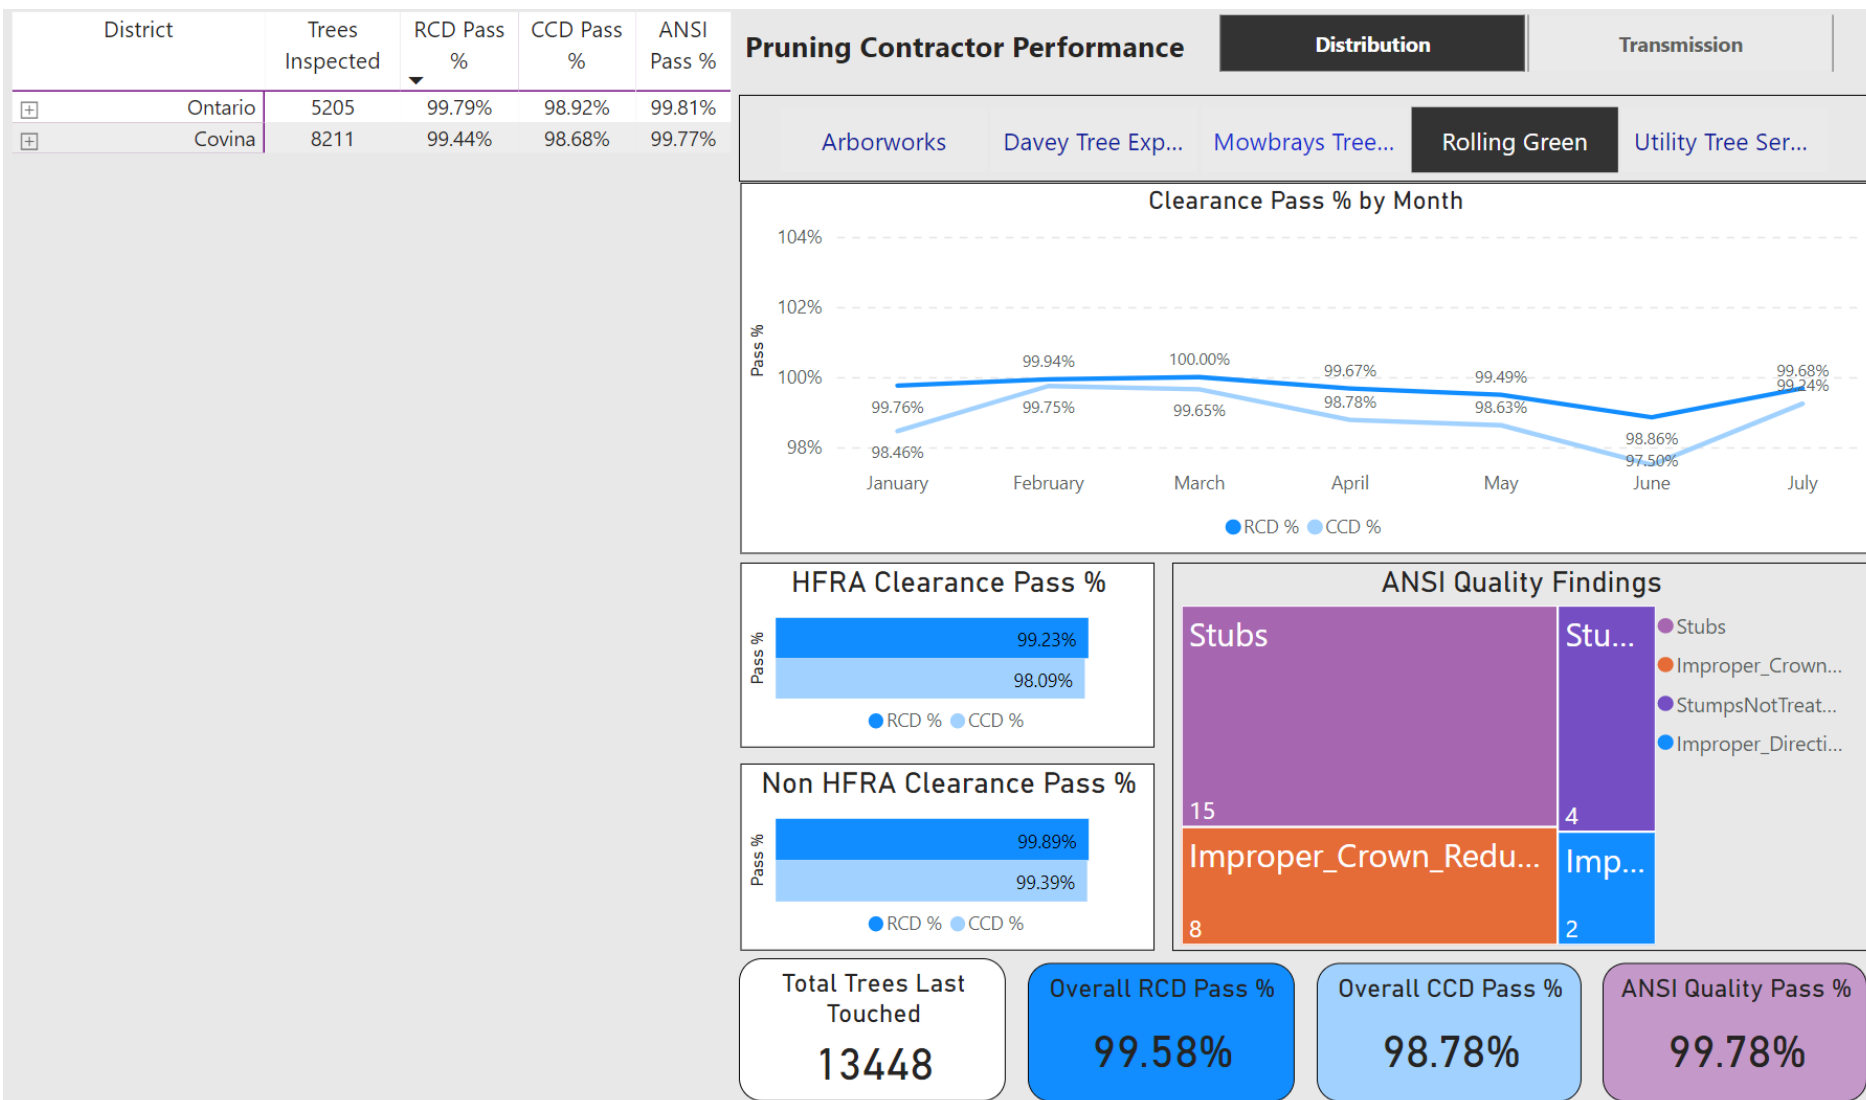 District Trees Inspected RCD Pass % CCD Pass % ANSI Pass %
Ontario 5205 99.79% 98.92% 99.81%
Covina 8211 99.44% 98.68% 99.77%
Pruning Contractor Performance
Distribution
Transmission
Arborworks
Davey Tree Exp...
Mowbrays Tree...
Rolling Green
Utility Tree Ser...
Clearance Pass % by Month
Pass %
104%
102%
100%
98%
99.76% 99.94% 100.00% 99.67% 99.49% 98.86% 99.68%
98.46% 99.75% 99.65% 98.78% 98.63% 97.50% 99.24%
January February March April May June July
RCD % CCD %
HFRA Clearance Pass %
Pass %
99.23%
98.09%
RCD % CCD %
Non HFRA Clearance Pass %
Pass %
99.89%
99.39%
RCD % CCD %
ANSI Quality Findings
Stubs
15
Stu...
4
Improper_Crown_Redu...
8
Imp...
2
Stubs
Improper_Crown...
StumpsNotTreat...
Improper_Directi...
Total Trees Last
Touched
13448
Overall RCD Pass %
99.58%
Overall CCD Pass %
98.78%
ANSI Quality Pass %
99.78%